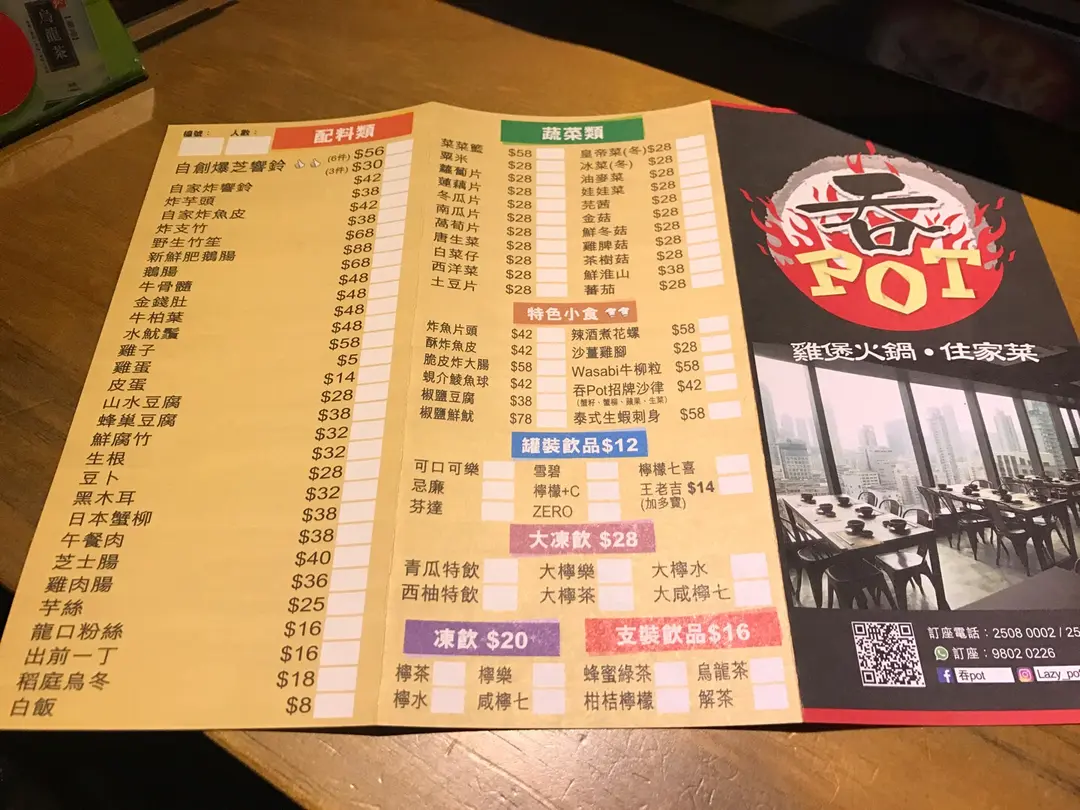 烏龍茶
編號： 人數：
配料類
自創爆芝響鈴 (6件) $56
(3件) $30
自家炸響鈴 $42
炸芋頭 $38
自家炸魚皮 $42
炸支竹 $38
野生竹笙 $68
新鮮肥鵝腸 $88
鵝腸 $68
牛骨髓 $48
金錢肚 $48
牛柏葉 $48
水魷鬚 $48
雞子 $58
雞蛋 $5
皮蛋 $14
山水豆腐 $28
蜂巢豆腐 $38
鮮腐竹 $32
生根 $32
豆卜 $28
黑木耳 $32
日本蟹柳 $38
午餐肉 $38
芝士腸 $40
雞肉腸 $36
芋絲 $25
龍口粉絲 $16
出前一丁 $16
稻庭烏冬 $18
白飯 $8
蔬菜類
菜菜籃 $58 皇帝菜(冬) $28
粟米 $28 冰菜(冬) $28
蘿蔔片 $28 油麥菜 $28
蓮藕片 $28 娃娃菜 $28
冬瓜片 $28 芫茜 $28
南瓜片 $28 金菇 $28
萵筍片 $28 鮮冬菇 $28
唐生菜 $28 雞脾菇 $28
白菜仔 $28 茶樹菇 $28
西洋菜 $28 鮮淮山 $38
土豆片 $28 蕃茄 $28
特色小食
炸魚片頭 $42 辣酒煮花螺 $58
酥炸魚皮 $42 沙薑雞腳 $28
脆皮炸大腸 $58 Wasabi牛柳粒 $58
蜆介鯪魚球 $42 吞Pot招牌沙律 $42
(蟹籽、蟹柳、蘋果、生菜)
椒鹽豆腐 $38
椒鹽鮮魷 $78 泰式生蝦刺身 $58
罐裝飲品$12
可口可樂 雪碧 檸檬七喜
忌廉 檸檬+C 王老吉 $14
芬達 ZERO (加多寶)
大凍飲 $28
青瓜特飲 大檸樂 大檸水
西柚特飲 大檸茶 大咸檸七
凍飲 $20
檸茶 檸樂
檸水 咸檸七
支裝飲品$16
蜂蜜綠茶 烏龍茶
柑桔檸檬 解茶
吞
POT
雞煲火鍋・住家菜
訂座電話：2508 0002 / 25
訂座：9802 0226
吞pot Lazy_pot